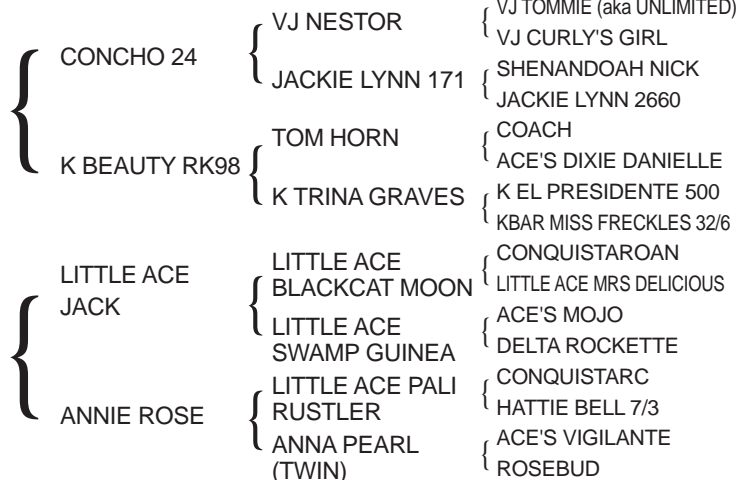 VJ TOMMIE (aka UNLIMITED)
VJ NESTOR
VJ CURLY'S GIRL
CONCHO 24
SHENANDOAH NICK
JACKIE LYNN 171
JACKIE LYNN 2660
COACH
TOM HORN
ACE'S DIXIE DANIELLE
K BEAUTY RK98
K EL PRESIDENTE 500
K TRINA GRAVES
KBAR MISS FRECKLES 32/6
CONQUISTAROAN
LITTLE ACE
BLACKCAT MOON
LITTLE ACE MRS DELICIOUS
LITTLE ACE
JACK
ACE'S MOJO
LITTLE ACE
SWAMP GUINEA
DELTA ROCKETTE
CONQUISTARC
LITTLE ACE PALI
RUSTLER
HATTIE BELL 7/3
ANNIE ROSE
ACE'S VIGILANTE
ANNA PEARL
(TWIN)
ROSEBUD